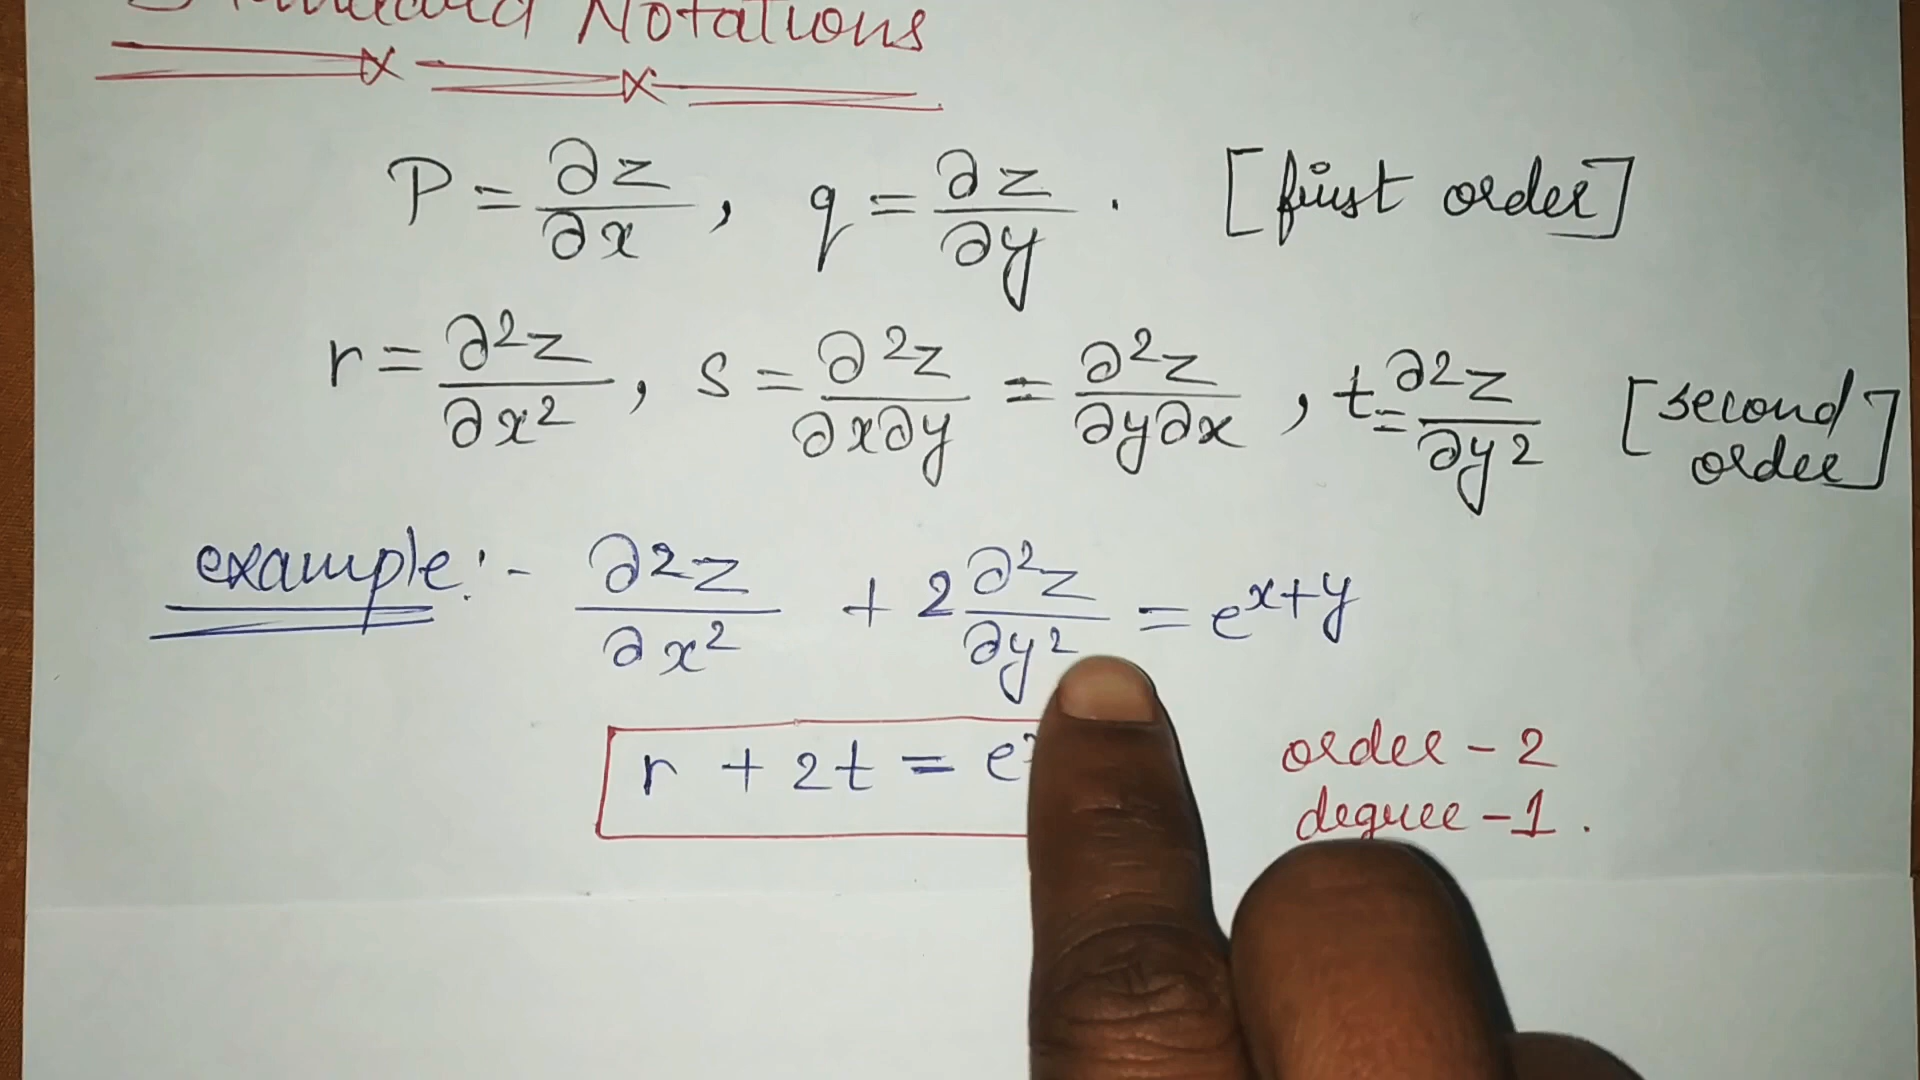 Standard Notations
P = ∂z/∂x , q = ∂z/∂y . [first order]
r = ∂²z/∂x² , s = ∂²z/∂x∂y = ∂²z/∂y∂x , t = ∂²z/∂y² [second order]
example:- ∂²z/∂x² + 2 ∂²z/∂y² = e^x+y
r + 2t = e
order - 2
degree - 1 .